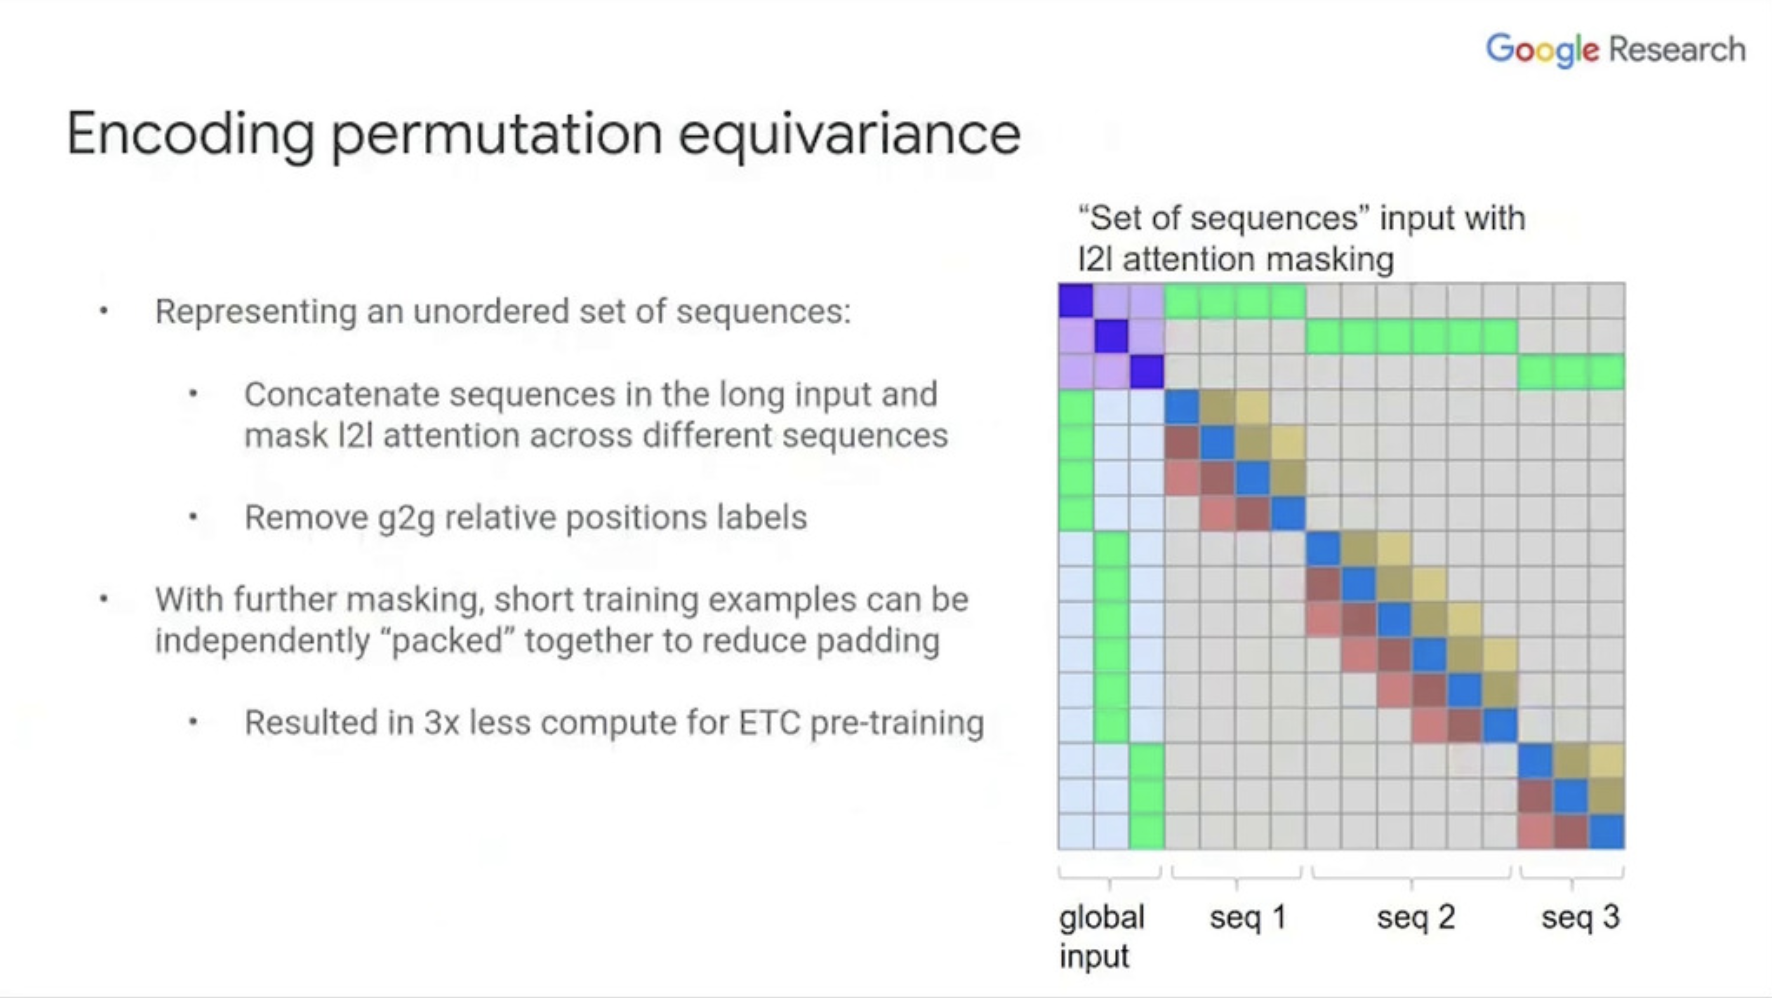 Google Research
Encoding permutation equivariance
“Set of sequences” input with
l2l attention masking
• Representing an unordered set of sequences:
• Concatenate sequences in the long input and
mask l2l attention across different sequences
• Remove g2g relative positions labels
• With further masking, short training examples can be
independently “packed” together to reduce padding
• Resulted in 3x less compute for ETC pre-training
global
input
seq 1
seq 2
seq 3